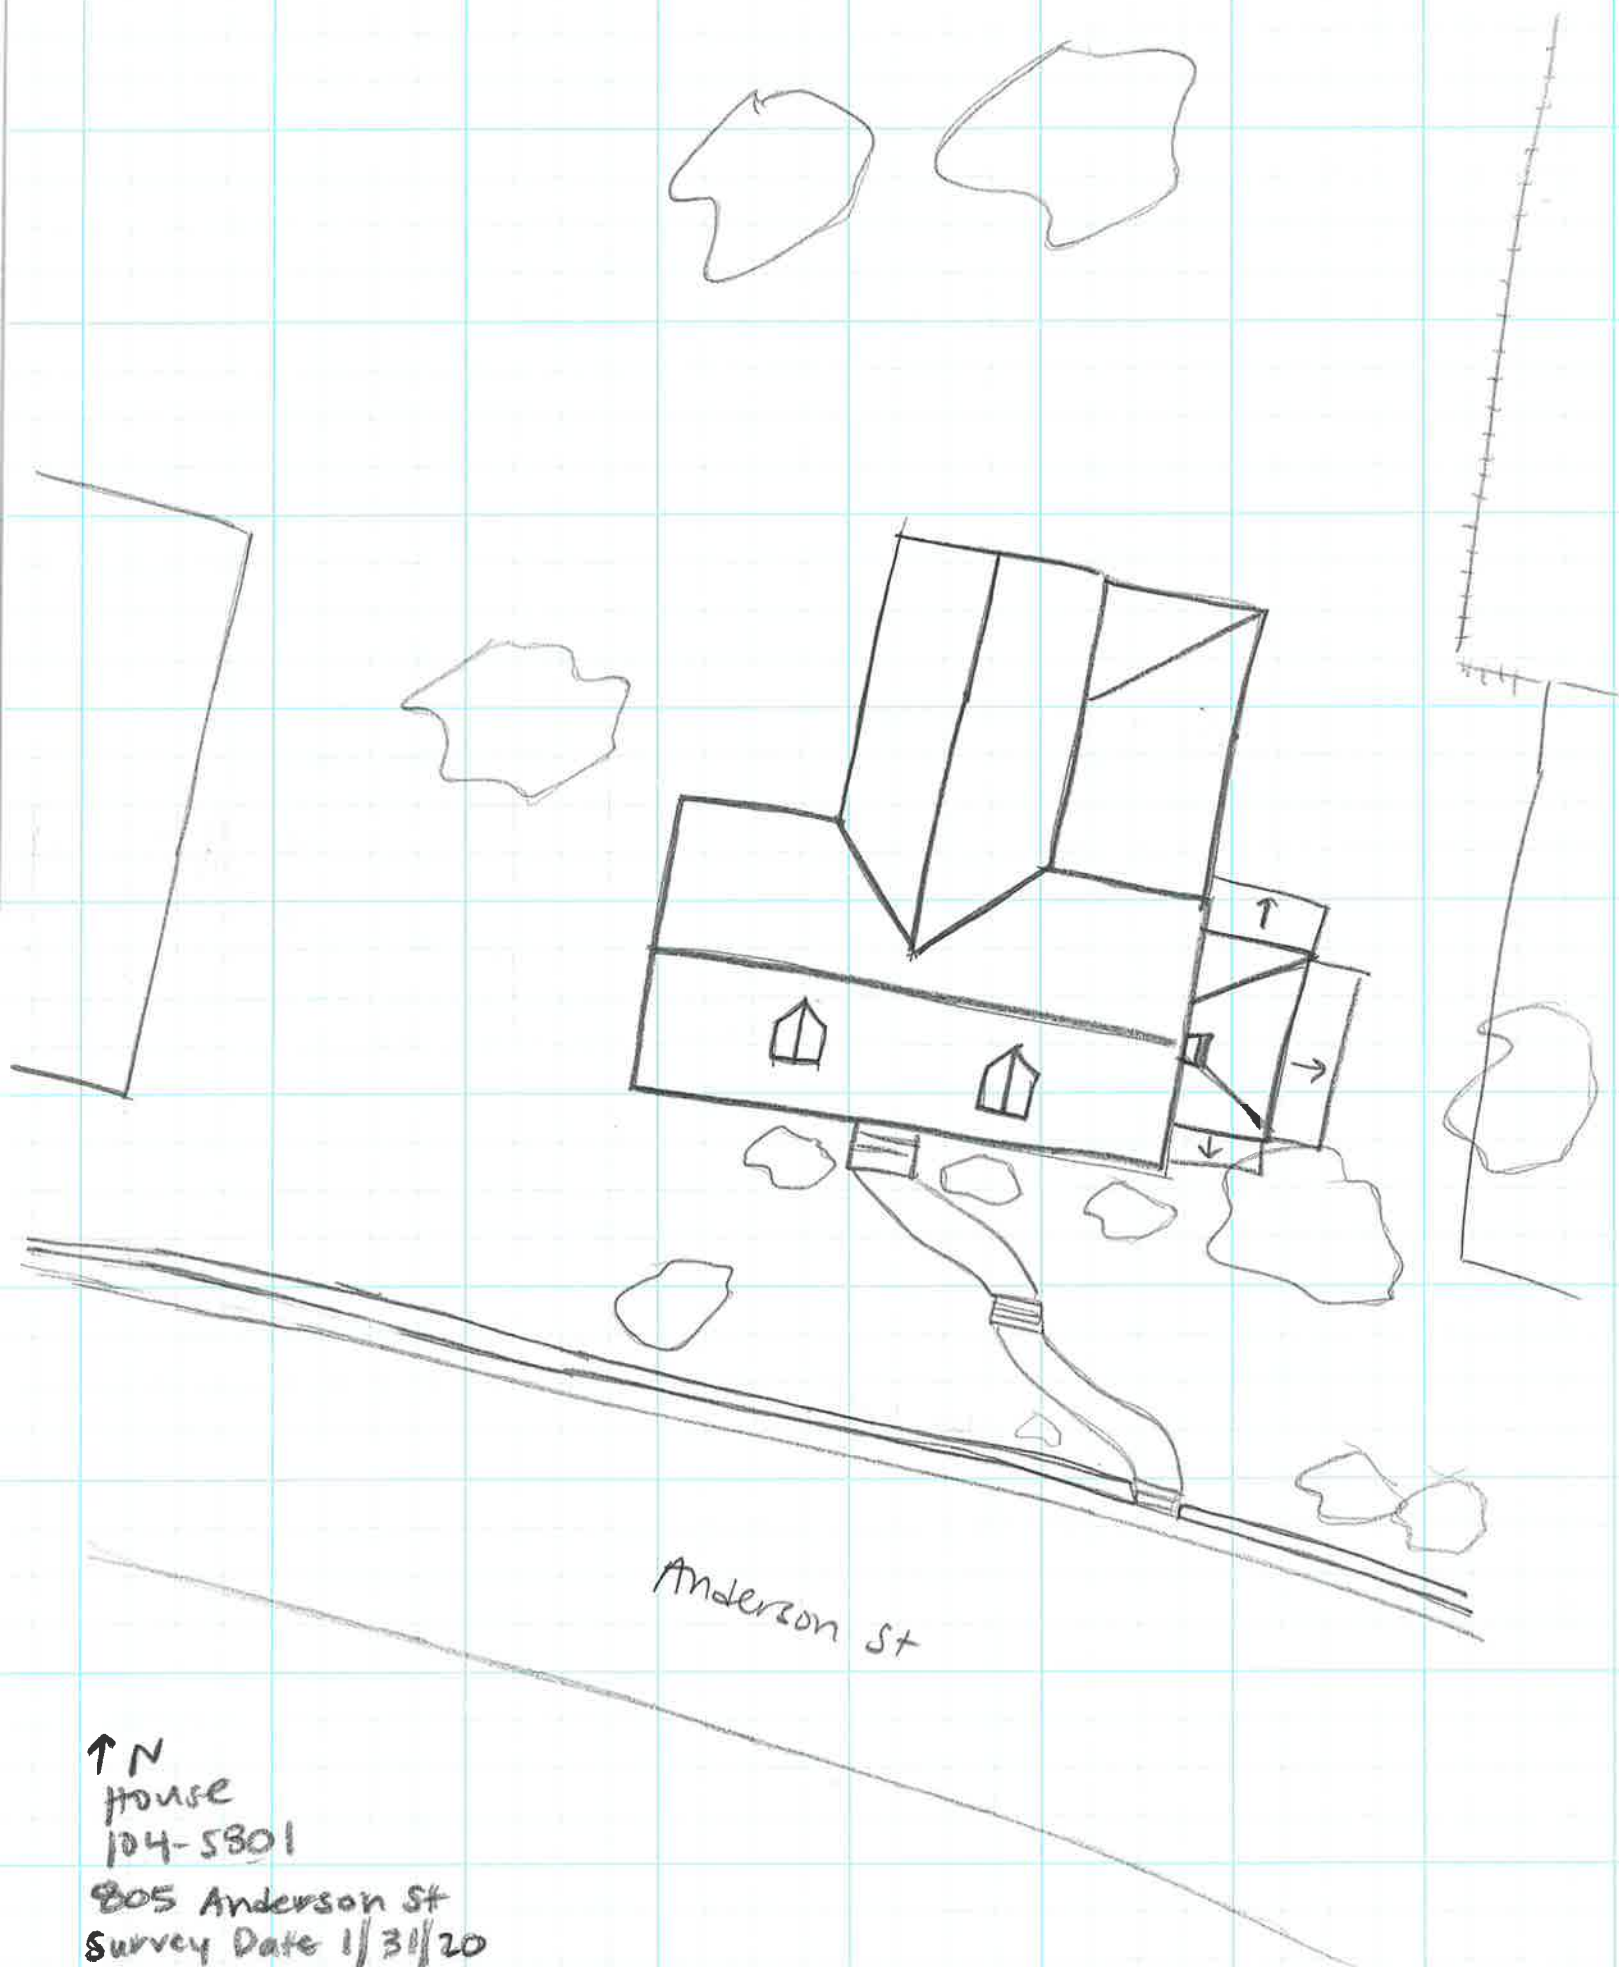 Anderson St
↑ N
House
104-5801
805 Anderson St
Survey Date 1/31/20